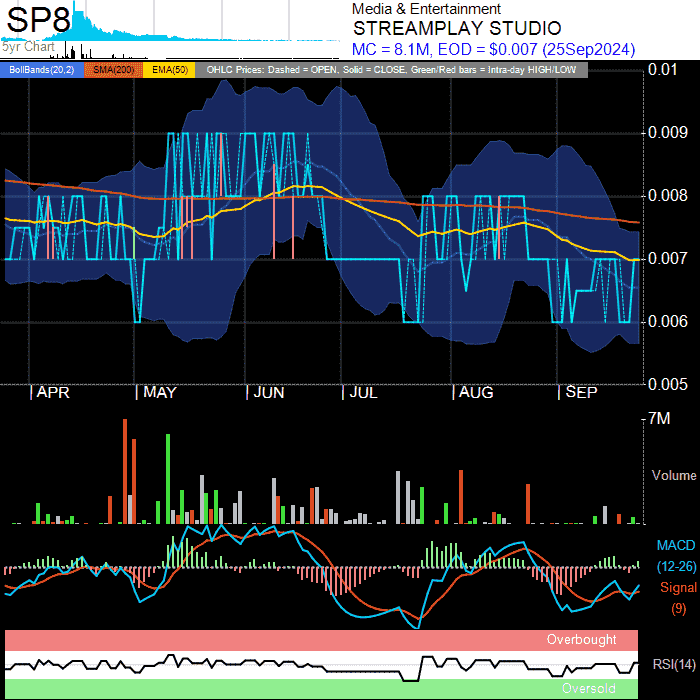 SP8
5yr Chart
Media & Entertainment
STREAMPLAY STUDIO
MC = 8.1M, EOD = $0.007 (25Sep2024)
BollBands(20,2) SMA(200) EMA(50) OHLC Prices: Dashed = OPEN, Solid = CLOSE, Green/Red bars = Intra-day HIGH/LOW
0.01
0.009
0.008
0.007
0.006
0.005
APR MAY JUN JUL AUG SEP
7M
Volume
MACD
(12-26)
Signal
(9)
Overbought
RSI(14)
Oversold